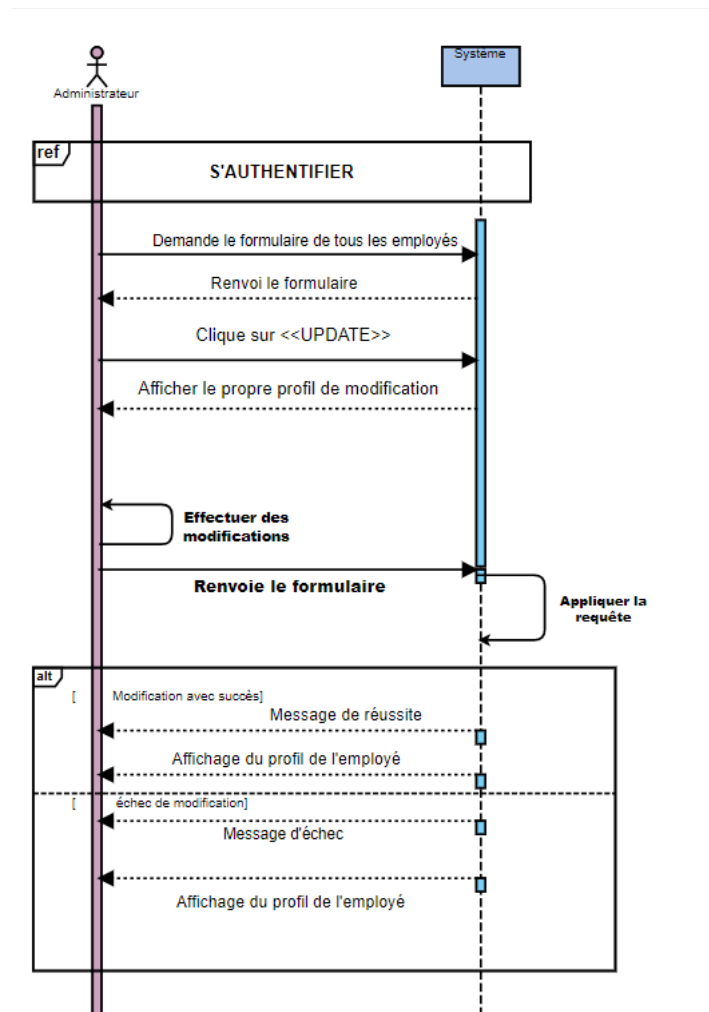 Système
Administrateur
ref
S'AUTHENTIFIER
Demande le formulaire de tous les employés
Renvoi le formulaire
Clique sur <<UPDATE>>
Afficher le propre profil de modification
Effectuer des
modifications
Renvoie le formulaire
Appliquer la
requête
alt
[ Modification avec succès]
Message de réussite
Affichage du profil de l'employé
[ échec de modification]
Message d'échec
Affichage du profil de l'employé